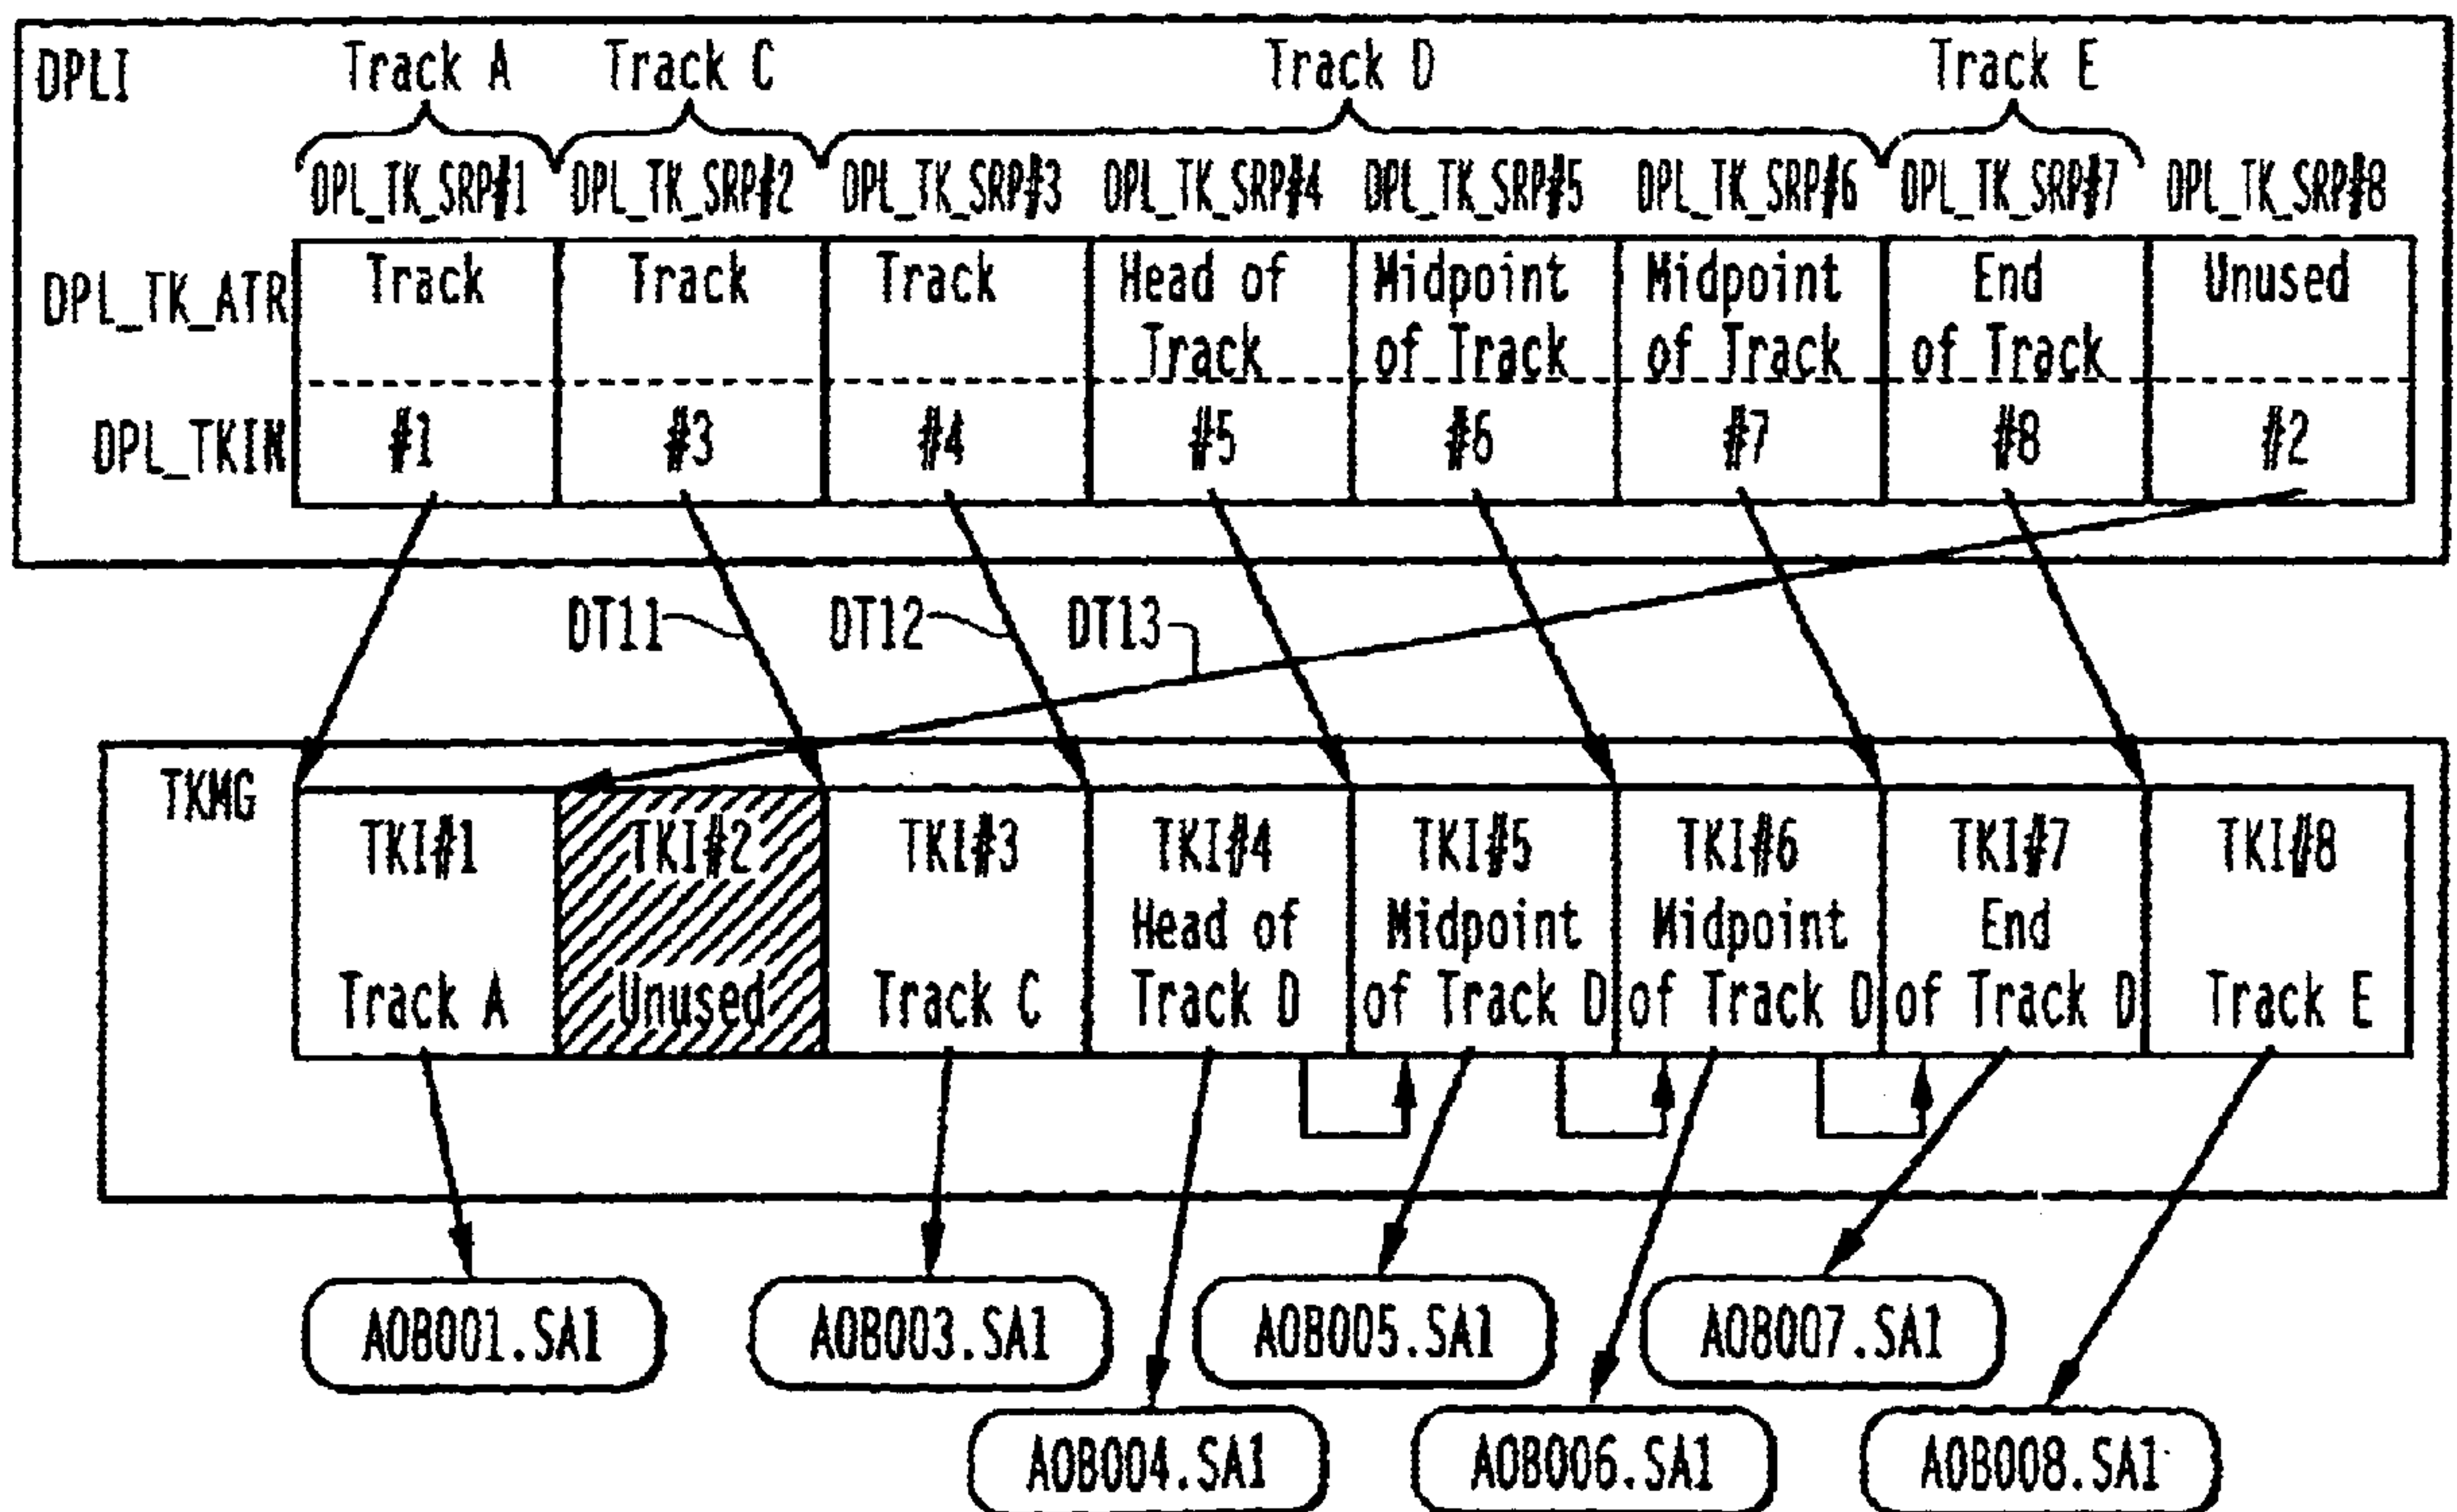 DPLI Track A Track C Track D Track E
DPL_TK_SRP#1 DPL_TK_SRP#2 DPL_TK_SRP#3 DPL_TK_SRP#4 DPL_TK_SRP#5 DPL_TK_SRP#6 DPL_TK_SRP#7 DPL_TK_SRP#8
DPL_TK_ATR Track Track Track Head of Midpoint Midpoint End Unused
Track of Track of Track of Track
DPL_TKIN #1 #3 #4 #5 #6 #7 #8 #2
DT11 DT12 DT13
TKMG
TKI#1 TKI#2 TKI#3 TKI#4 TKI#5 TKI#6 TKI#7 TKI#8
Head of Midpoint Midpoint End
Track A Unused Track C Track D of Track D of Track D of Track D Track E
AOB001.SA1 AOB003.SA1 AOB005.SA1 AOB007.SA1
AOB004.SA1 AOB006.SA1 AOB008.SA1